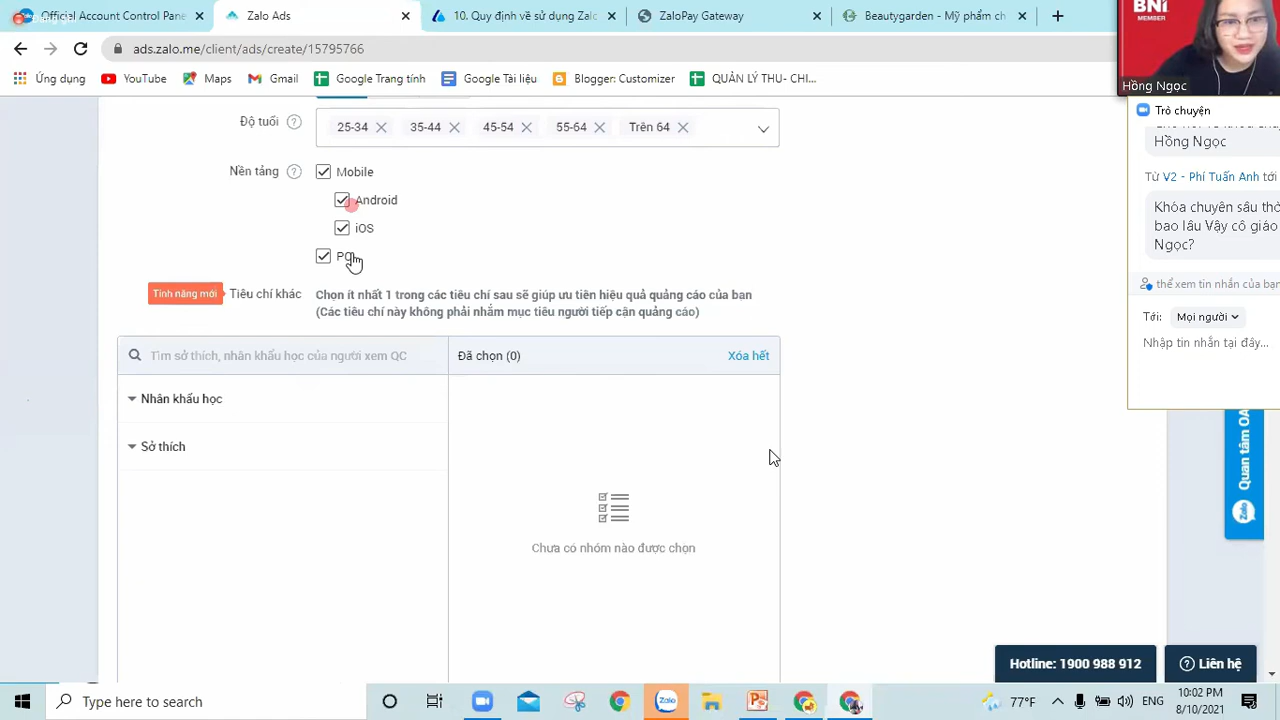 Official Account Control Pane
Zalo Ads
Quy định về sử dụng Zalo
ZaloPay Gateway
Beautygarden - Mỹ phẩm ch
ads.zalo.me/client/ads/create/15795766
Ứng dụng
YouTube
Maps
Gmail
Google Trang tính
Google Tài liệu
Blogger: Customizer
QUẢN LÝ THU- CHI...
BNI
MEMBER
Hồng Ngọc
Trò chuyện
Hồng Ngọc
Từ V2 - Phí Tuấn Anh tới
Khóa chuyên sâu thờ
bao lâu Vậy cô giáo
Ngọc?
thể xem tin nhắn của bạn
Tới: Mọi người
Nhập tin nhắn tại đây...
Độ tuổi
25-34
35-44
45-54
55-64
Trên 64
Nền tảng
Mobile
Android
iOS
Tính năng mới
Tiêu chí khác
Chọn ít nhất 1 trong các tiêu chí sau sẽ giúp ưu tiên hiệu quả quảng cáo của bạn
(Các tiêu chí này không phải nhắm mục tiêu người tiếp cận quảng cáo)
Tìm sở thích, nhân khẩu học của người xem QC
Đã chọn (0)
Xóa hết
Nhân khẩu học
Sở thích
Chưa có nhóm nào được chọn
Quan tâm OA
Zalo
Hotline: 1900 988 912
Liên hệ
Type here to search
Zalo
77°F
ENG
10:02 PM
8/10/2021